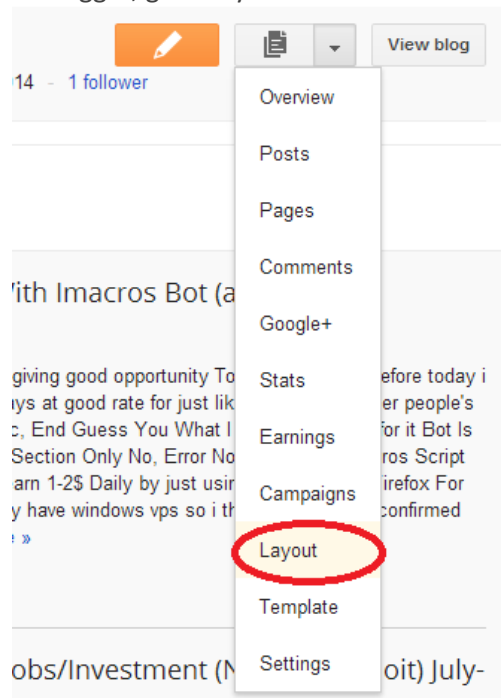 View blog
14 - 1 follower
Overview
Posts
Pages
Comments
Google+
Stats
Earnings
Campaigns
Layout
Template
Settings
With Imacros Bot (a
giving good opportunity To
efore today i
ays at good rate for just lik
er people's
c, End Guess You What I
for it Bot Is
Section Only No, Error No
ros Script
arn 1-2$ Daily by just usin
irefox For
y have windows vps so i th
confirmed
e »
obs/Investment (N
oit) July-